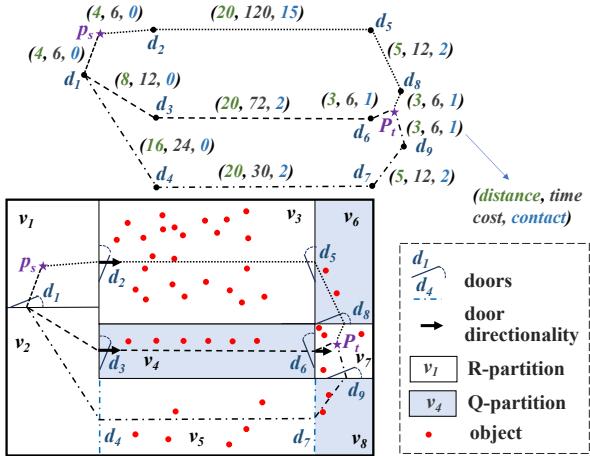 (4, 6, 0)
(20, 120, 15)
d5
ps
d2
(4, 6, 0)
(5, 12, 2)
d1
(8, 12, 0)
d8
d3
(20, 72, 2)
(3, 6, 1)
(3, 6, 1)
d6
Pt
(3, 6, 1)
(16, 24, 0)
d9
(20, 30, 2)
d7
d4
(5, 12, 2)
(distance, time
cost, contact)
v1
v3
v6
ps
d5
d2
d1
d8
v2
Pt
d3
v4
d6
v7
d9
d4
v5
d7
v8
d1
d4
doors
door
directionality
v1
R-partition
v4
Q-partition
object